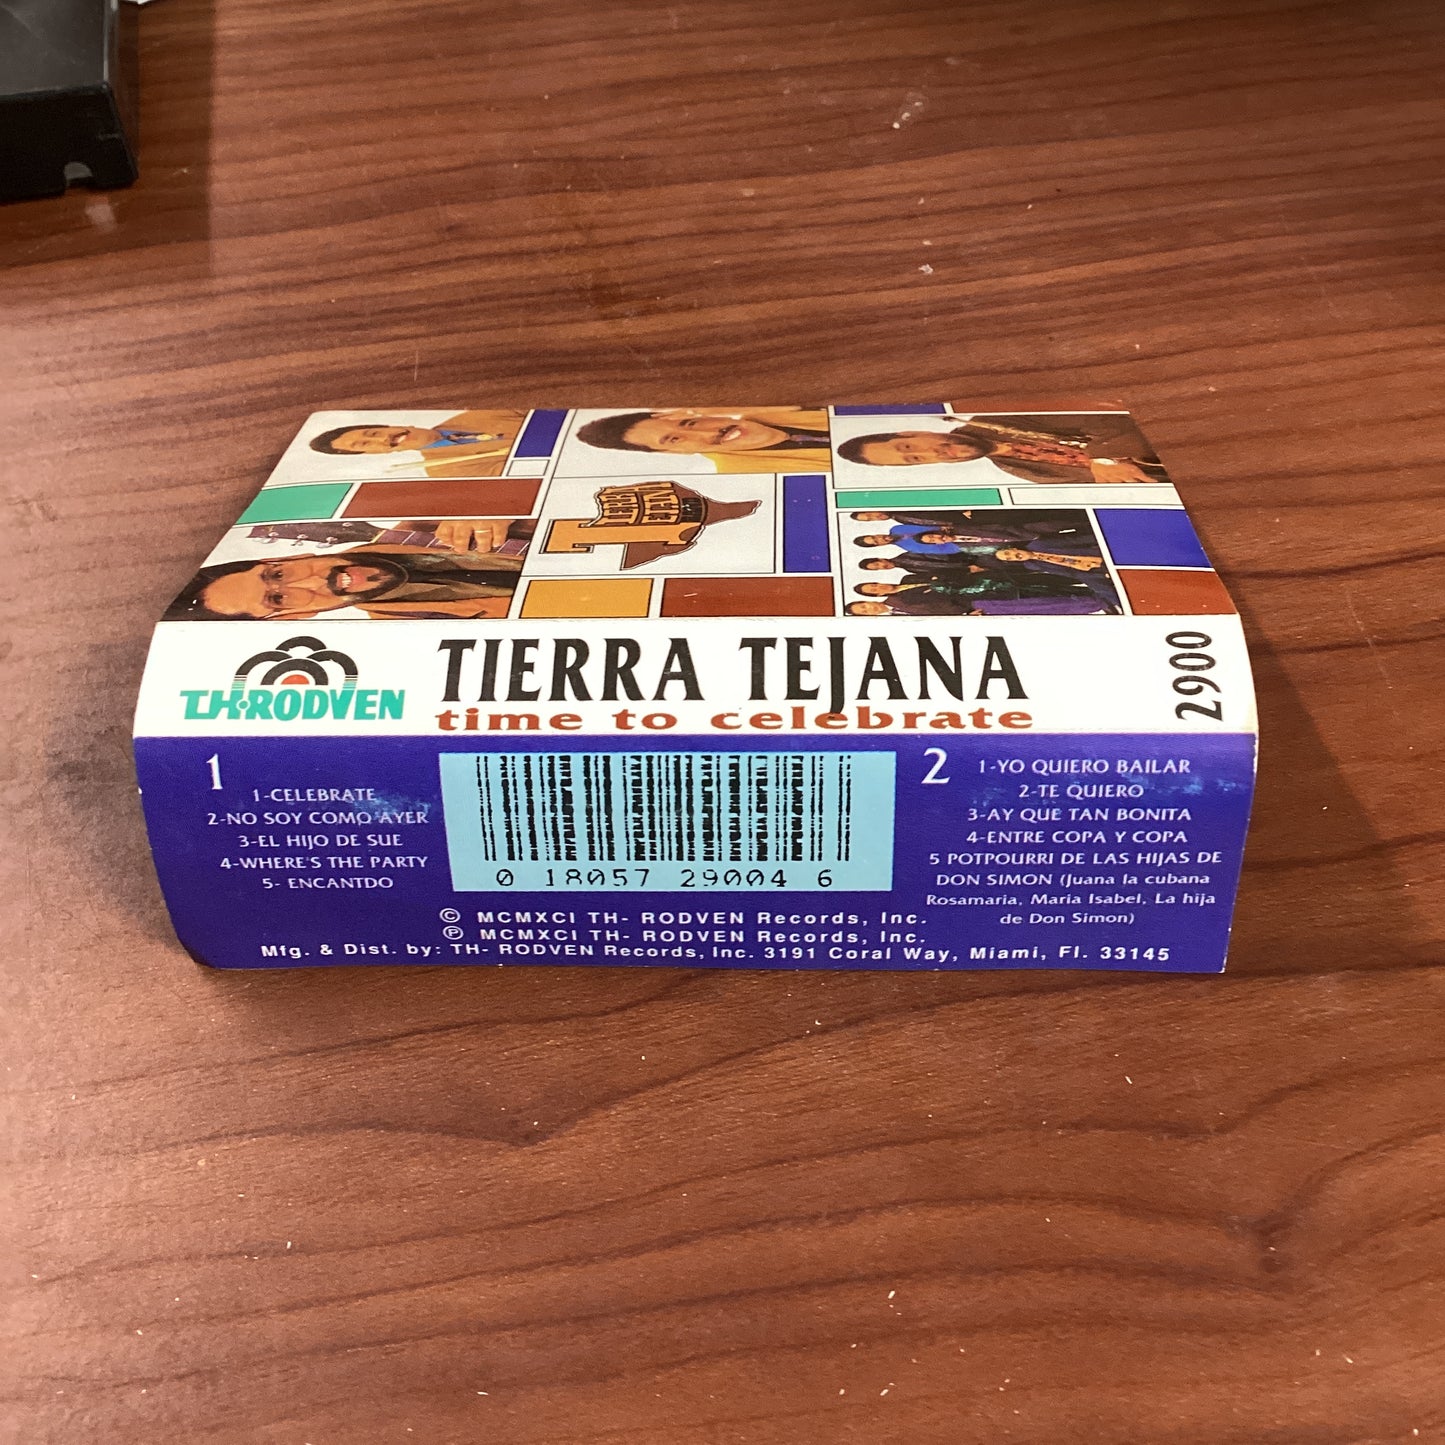 TH·RODVEN
TIERRA TEJANA
time to celebrate
2900
1
1-CELEBRATE
2-NO SOY COMO AYER
3-EL HIJO DE SUE
4-WHERE'S THE PARTY
5- ENCANTDO
0 18057 29004 6
2
1-YO QUIERO BAILAR
2-TE QUIERO
3-AY QUE TAN BONITA
4-ENTRE COPA Y COPA
5 POTPOURRI DE LAS HIJAS DE
DON SIMON (Juana la cubana
Rosamaria, Maria Isabel, La hija
de Don Simon)
© MCMXCI TH- RODVEN Records, Inc.
℗ MCMXCI TH- RODVEN Records, Inc.
Mfg. & Dist. by: TH- RODVEN Records, Inc. 3191 Coral Way, Miami, Fl. 33145